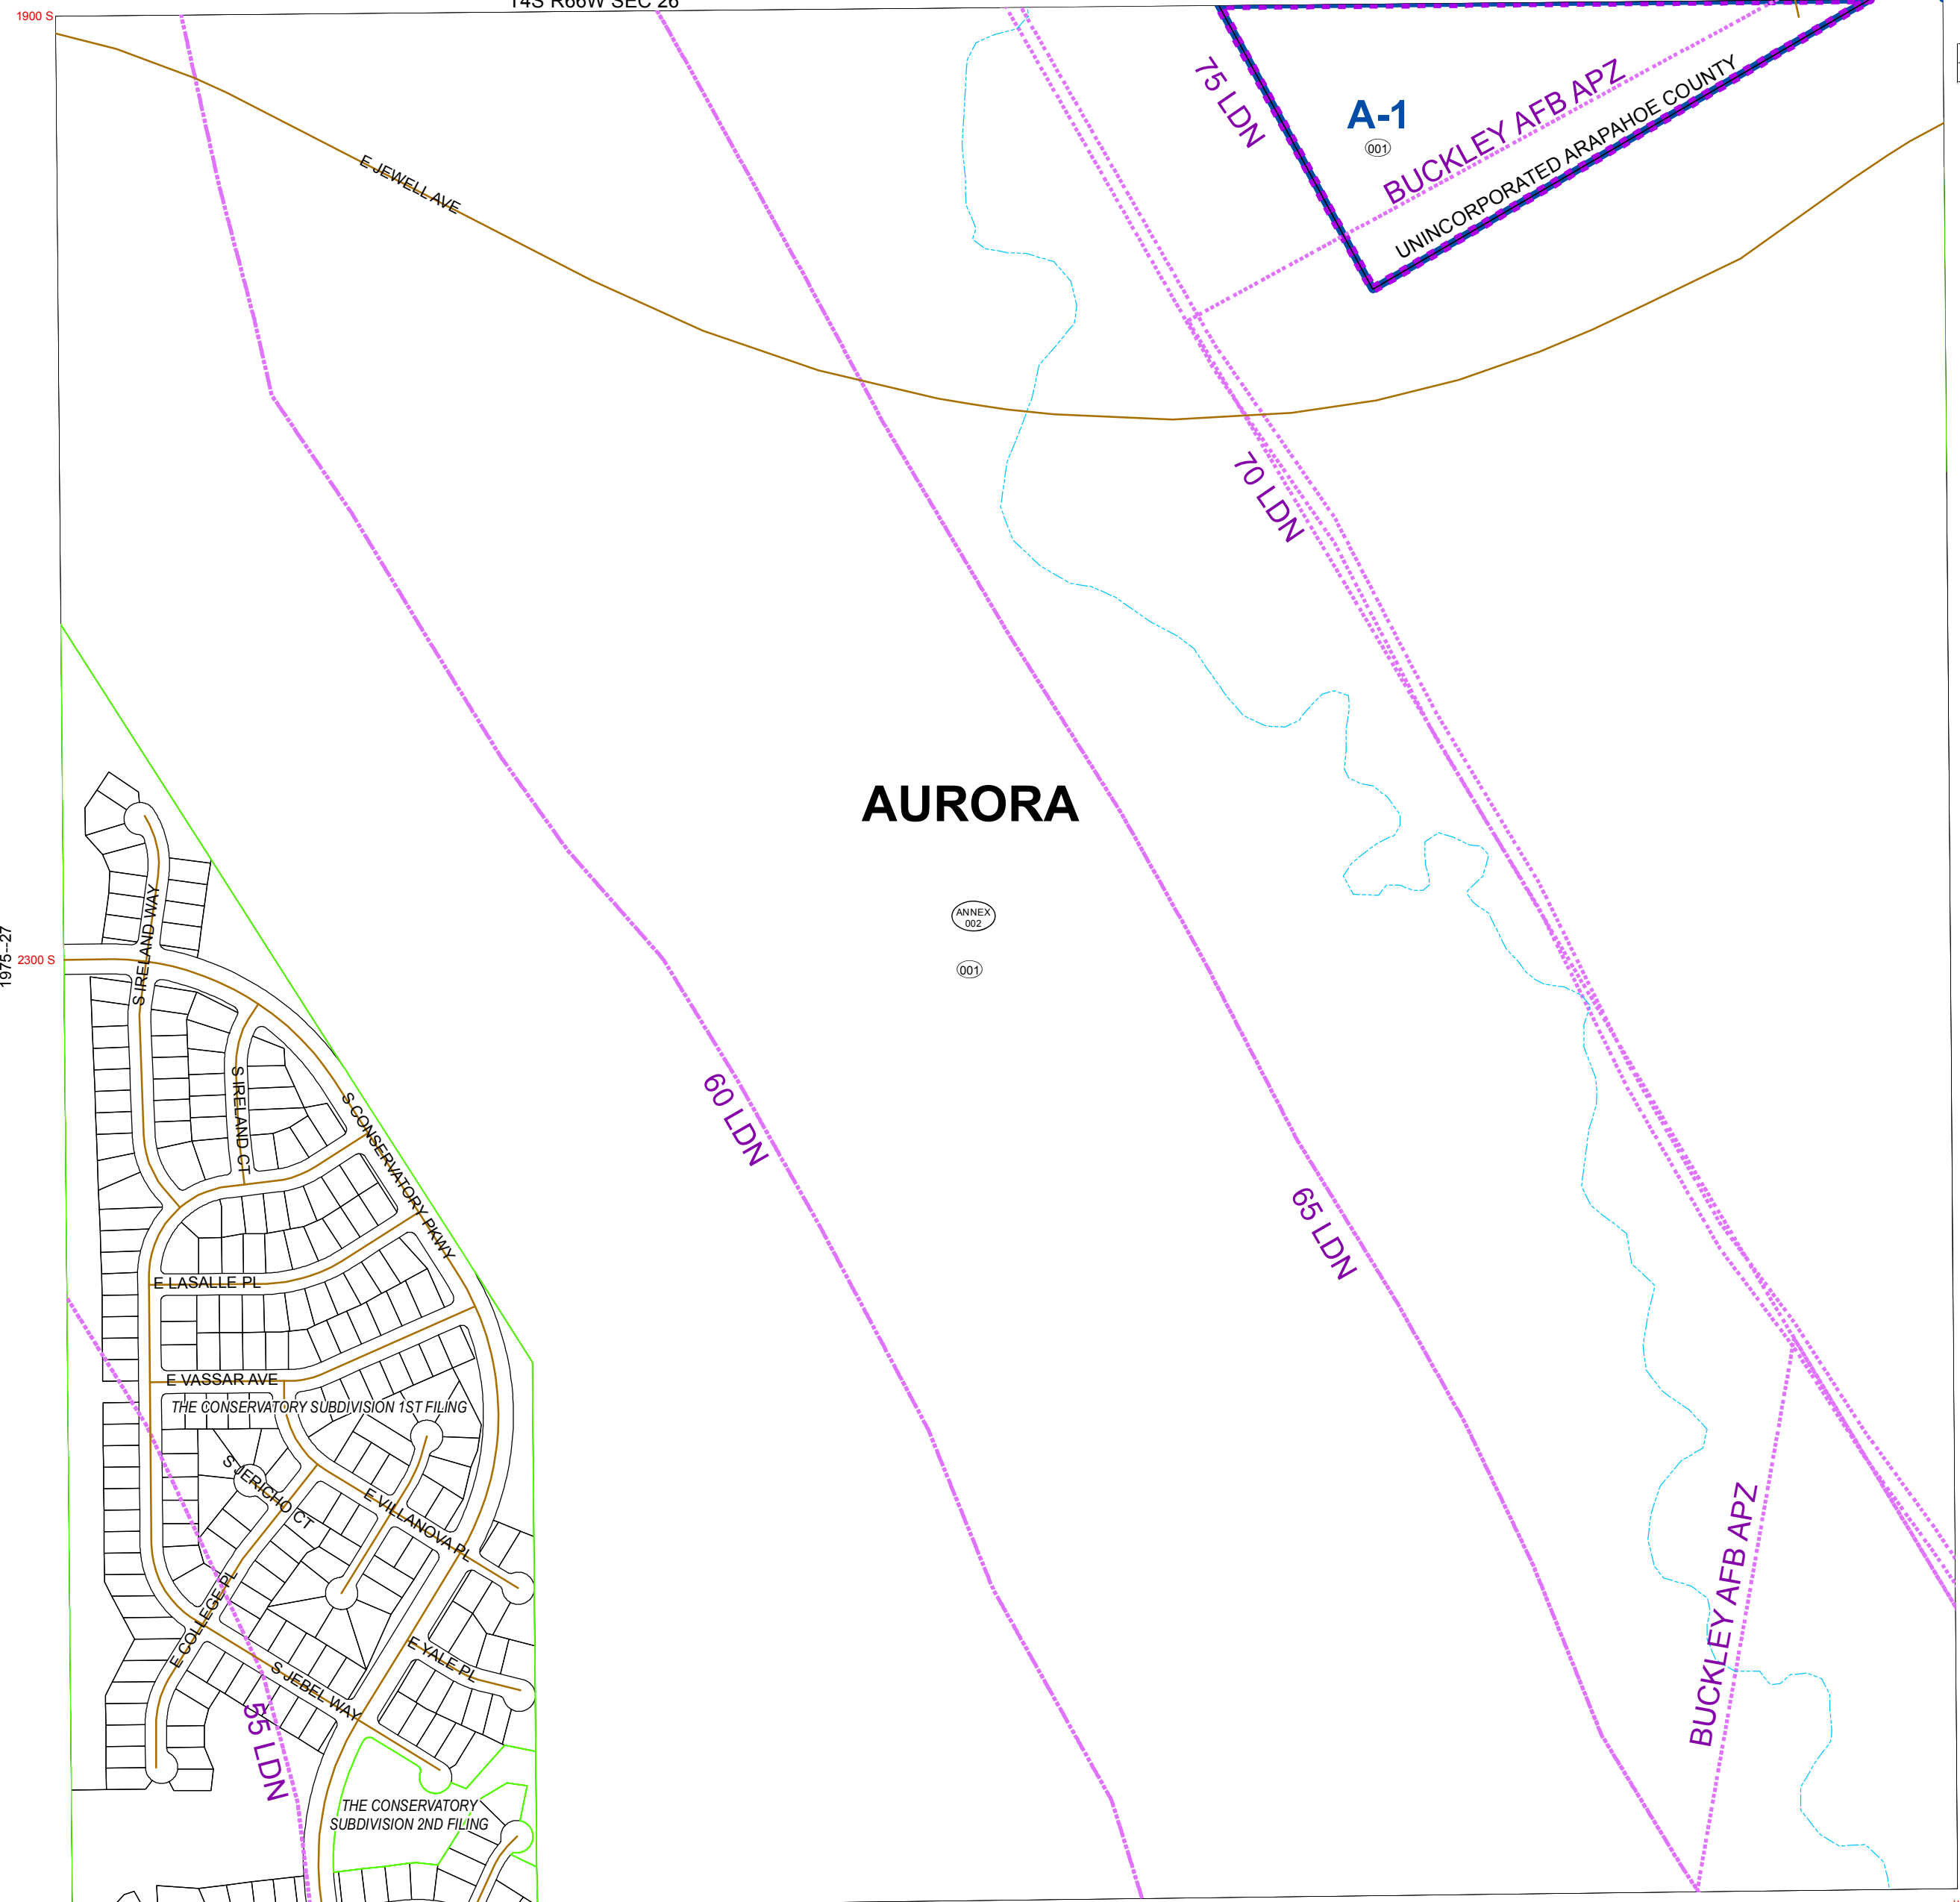 T4S R66W SEC 26
1900 S
E JEWELL AVE
75 LDN
A-1
001
BUCKLEY AFB APZ
UNINCORPORATED ARAPAHOE COUNTY
70 LDN
AURORA
ANNEX
002
001
1975--27
2300 S
S IRELAND WAY
S IRELAND CT
S CONSERVATORY PKWY
60 LDN
65 LDN
E LASALLE PL
E VASSAR AVE
THE CONSERVATORY SUBDIVISION 1ST FILING
S JERICHO CT
E VILLANOVA PL
E COLLEGE PL
E YALE PL
S JEBEL WAY
55 LDN
BUCKLEY AFB APZ
THE CONSERVATORY
SUBDIVISION 2ND FILING